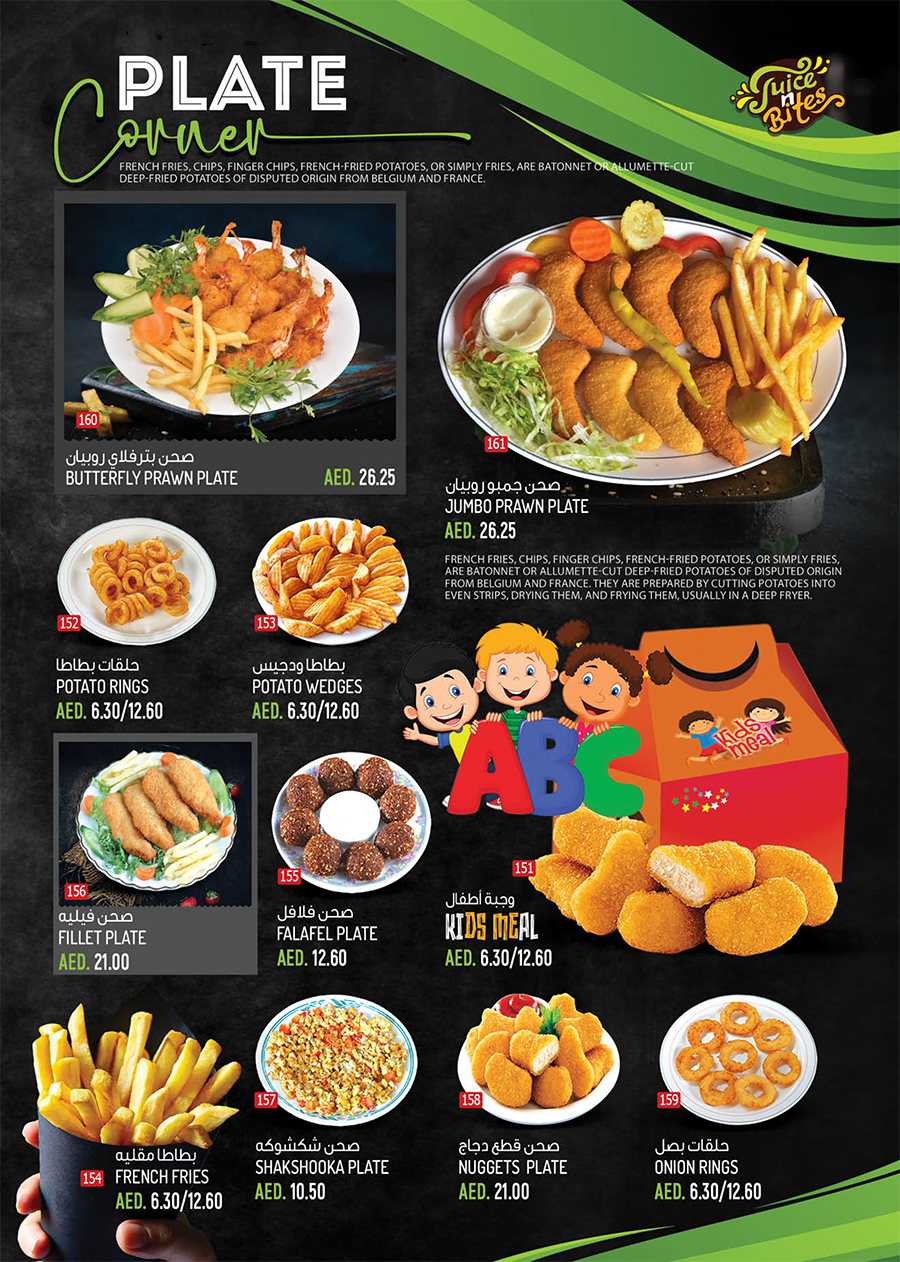 PLATE
Corner
Juice
n
Bites
FRENCH FRIES, CHIPS, FINGER CHIPS, FRENCH-FRIED POTATOES, OR SIMPLY FRIES, ARE BATONNET OR ALLUMETTE-CUT
DEEP-FRIED POTATOES OF DISPUTED ORIGIN FROM BELGIUM AND FRANCE.
160
صحن بترفلاي روبيان
BUTTERFLY PRAWN PLATE
AED. 26.25
161
صحن جمبو روبيان
JUMBO PRAWN PLATE
AED. 26.25
FRENCH FRIES, CHIPS, FINGER CHIPS, FRENCH-FRIED POTATOES, OR SIMPLY FRIES,
ARE BATONNET OR ALLUMETTE-CUT DEEP-FRIED POTATOES OF DISPUTED ORIGIN
FROM BELGIUM AND FRANCE. THEY ARE PREPARED BY CUTTING POTATOES INTO
EVEN STRIPS, DRYING THEM, AND FRYING THEM, USUALLY IN A DEEP FRYER.
152
حلقات بطاطا
POTATO RINGS
AED. 6.30/12.60
153
بطاطا ودجيس
POTATO WEDGES
AED. 6.30/12.60
ABC
Kids
meal
156
صحن فيليه
FILLET PLATE
AED. 21.00
155
صحن فلافل
FALAFEL PLATE
AED. 12.60
151
وجبة أطفال
KIDS MEAL
AED. 6.30/12.60
154
بطاطا مقليه
FRENCH FRIES
AED. 6.30/12.60
157
صحن شكشوكه
SHAKSHOOKA PLATE
AED. 10.50
158
صحن قطع دجاج
NUGGETS PLATE
AED. 21.00
159
حلقات بصل
ONION RINGS
AED. 6.30/12.60